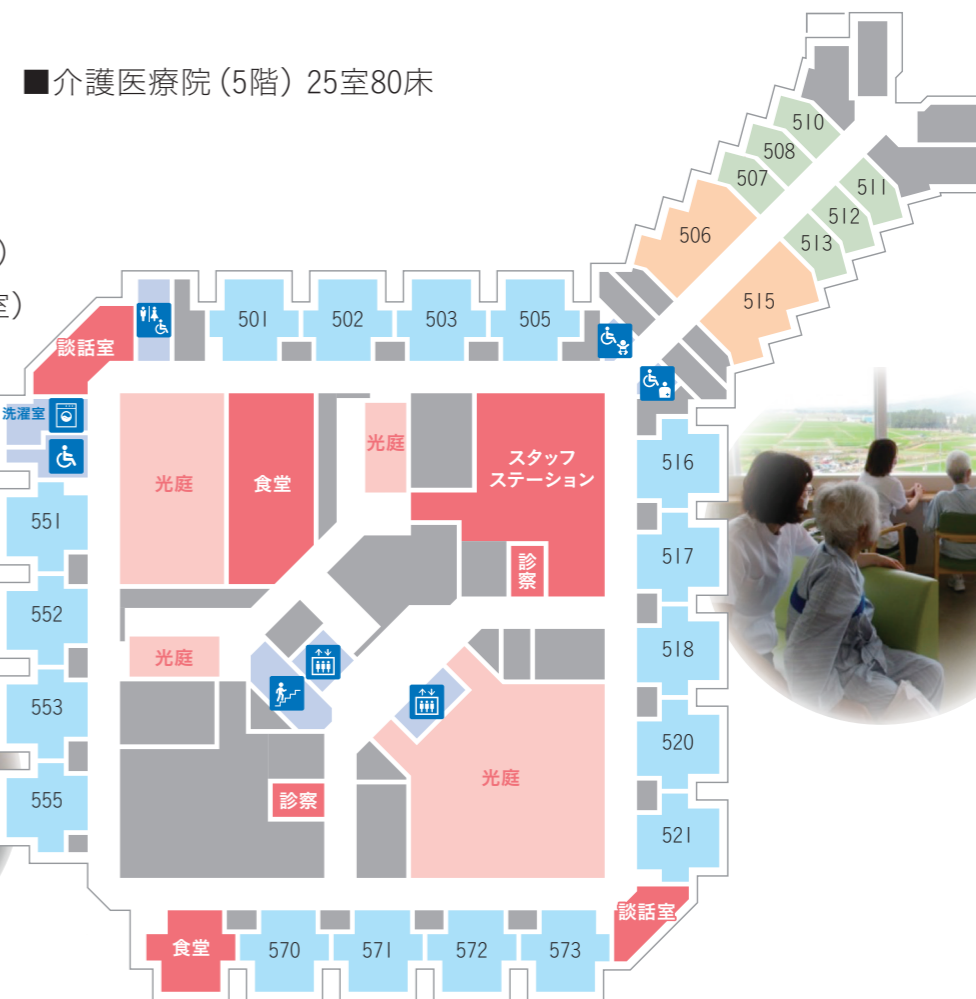 ■介護医療院（5階）25室80床
）
室）
510
508
507
506
511
512
513
515
501
502
503
505
談話室
洗濯室
光庭
食堂
光庭
スタッフ
ステーション
診察
516
517
518
520
521
551
552
553
555
光庭
診察
光庭
談話室
食堂
570
571
572
573